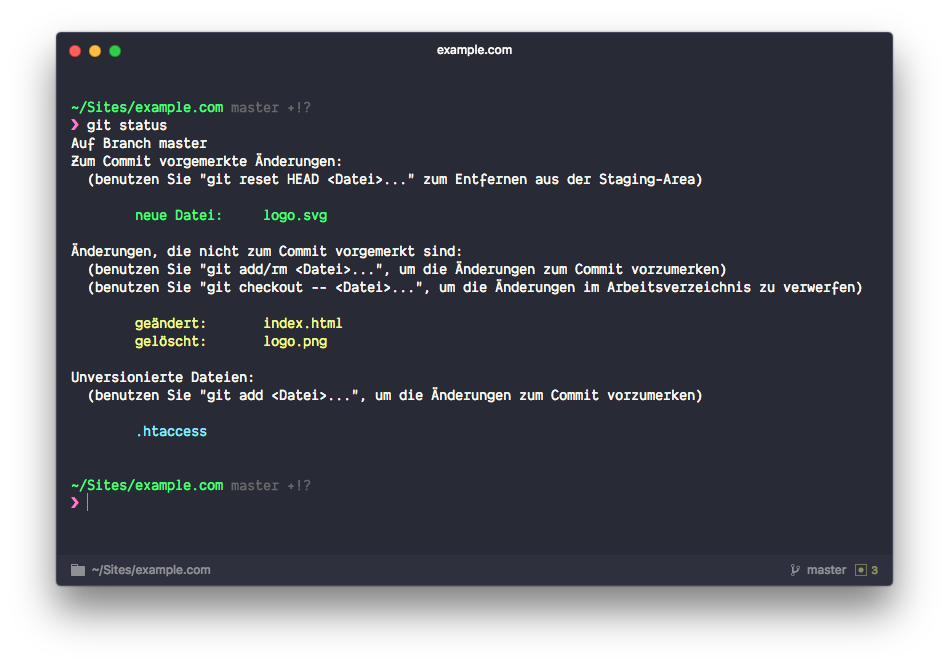 example.com
~/Sites/example.com master +!?
❯ git status
Auf Branch master
Zum Commit vorgemerkte Änderungen:
(benutzen Sie "git reset HEAD <Datei>..." zum Entfernen aus der Staging-Area)
neue Datei: logo.svg
Änderungen, die nicht zum Commit vorgemerkt sind:
(benutzen Sie "git add/rm <Datei>...", um die Änderungen zum Commit vorzumerken)
(benutzen Sie "git checkout -- <Datei>...", um die Änderungen im Arbeitsverzeichnis zu verwerfen)
geändert: index.html
gelöscht: logo.png
Unversionierte Dateien:
(benutzen Sie "git add <Datei>...", um die Änderungen zum Commit vorzumerken)
.htaccess
~/Sites/example.com master +!?
❯
~/Sites/example.com master 3